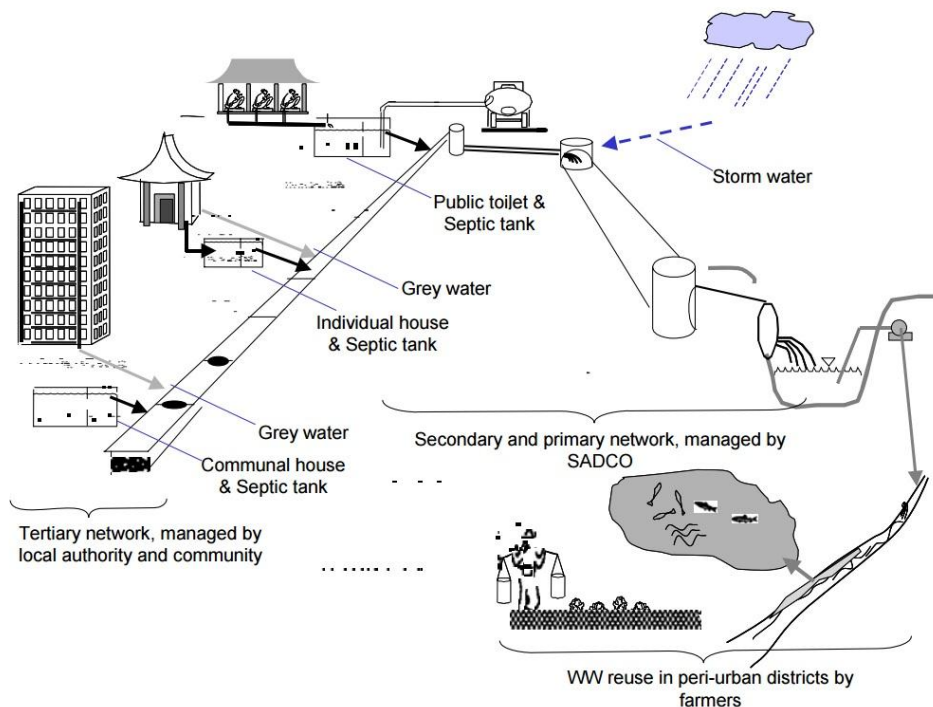 Storm water
Public toilet &
Septic tank
Grey water
Individual house
& Septic tank
Grey water
Communal house
& Septic tank
Secondary and primary network, managed by
SADCO
Tertiary network, managed by
local authority and community
WW reuse in peri-urban districts by
farmers